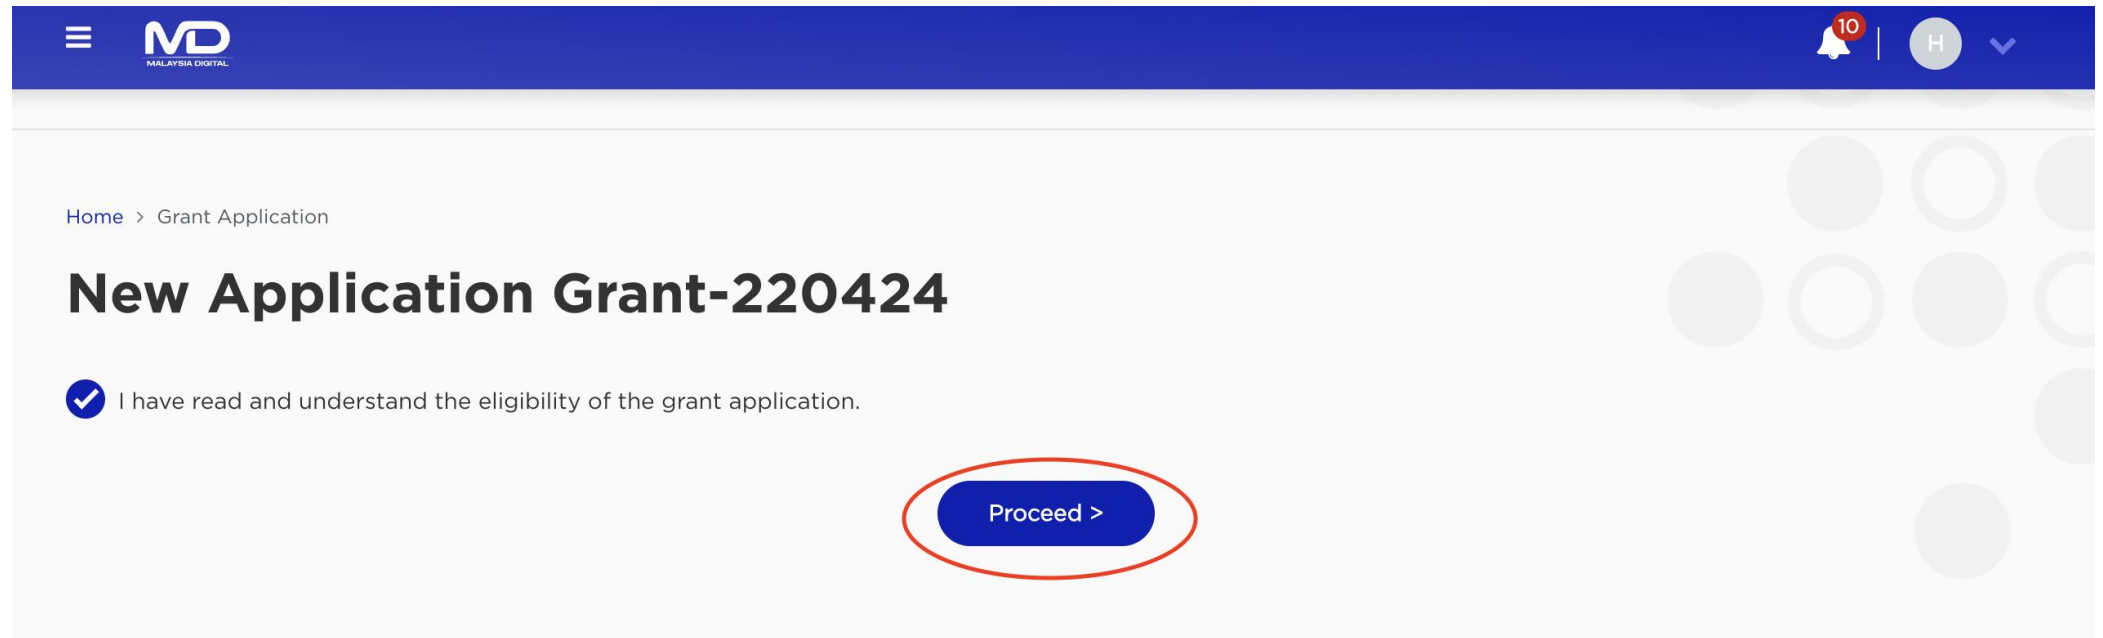 MD
MALAYSIA DIGITAL
10
H
Home > Grant Application
New Application Grant-220424
I have read and understand the eligibility of the grant application.
Proceed >